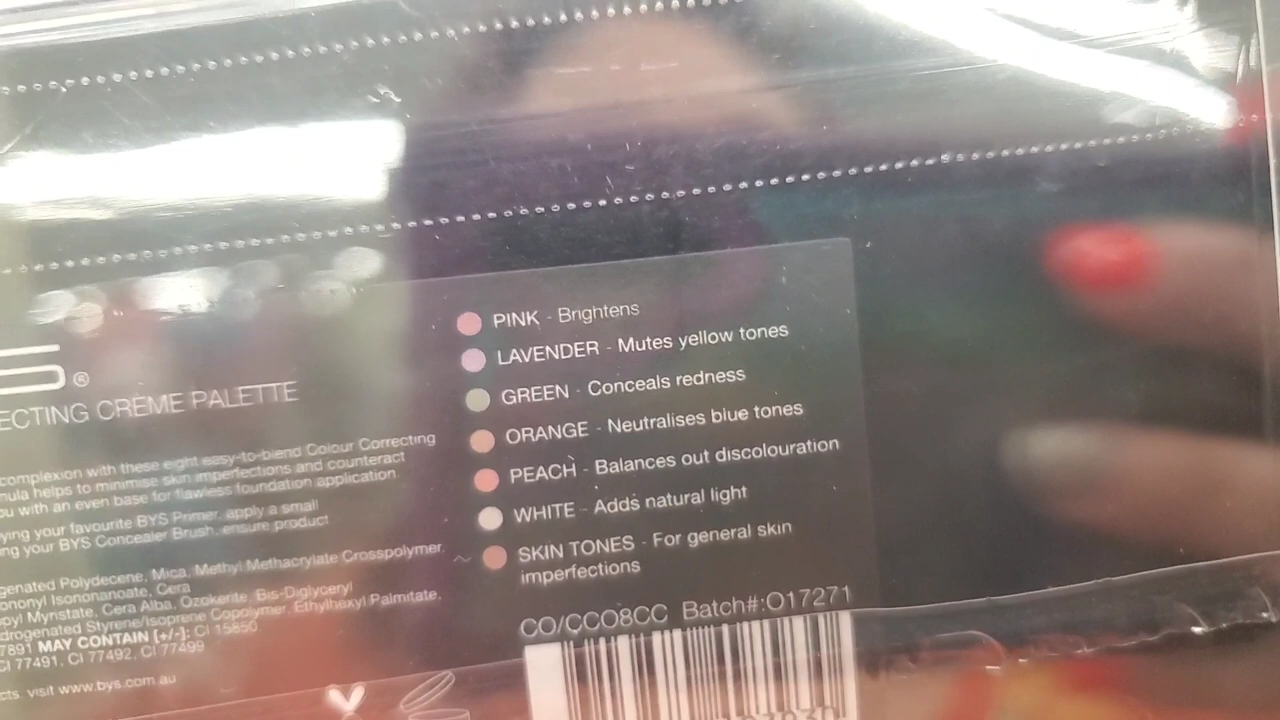 S®
ECTING CRÈME PALETTE
complexion with these eight easy-to-blend Colour Correcting
mula helps to minimise skin imperfections and counteract
ou with an even base for flawless foundation application
ying your favourite BYS Primer, apply a small
ng your BYS Concealer Brush, ensure product
genated Polydecene, Mica, Methyl Methacrylate Crosspolymer,
ononyl Isononanoate, Cera
oyl Myristate, Cera Alba, Ozokerite, Bis-Diglyceryl
drogenated Styrene/Isoprene Copolymer, Ethylhexyl Palmitate,
7891 MAY CONTAIN [+/-]: CI 15850
CI 77491, CI 77492, CI 77499
cts visit www.bys.com.au
PINK - Brightens
LAVENDER - Mutes yellow tones
GREEN - Conceals redness
ORANGE - Neutralises blue tones
PEACH - Balances out discolouration
WHITE - Adds natural light
SKIN TONES - For general skin
imperfections
CO/CCO8CC Batch#:O17271